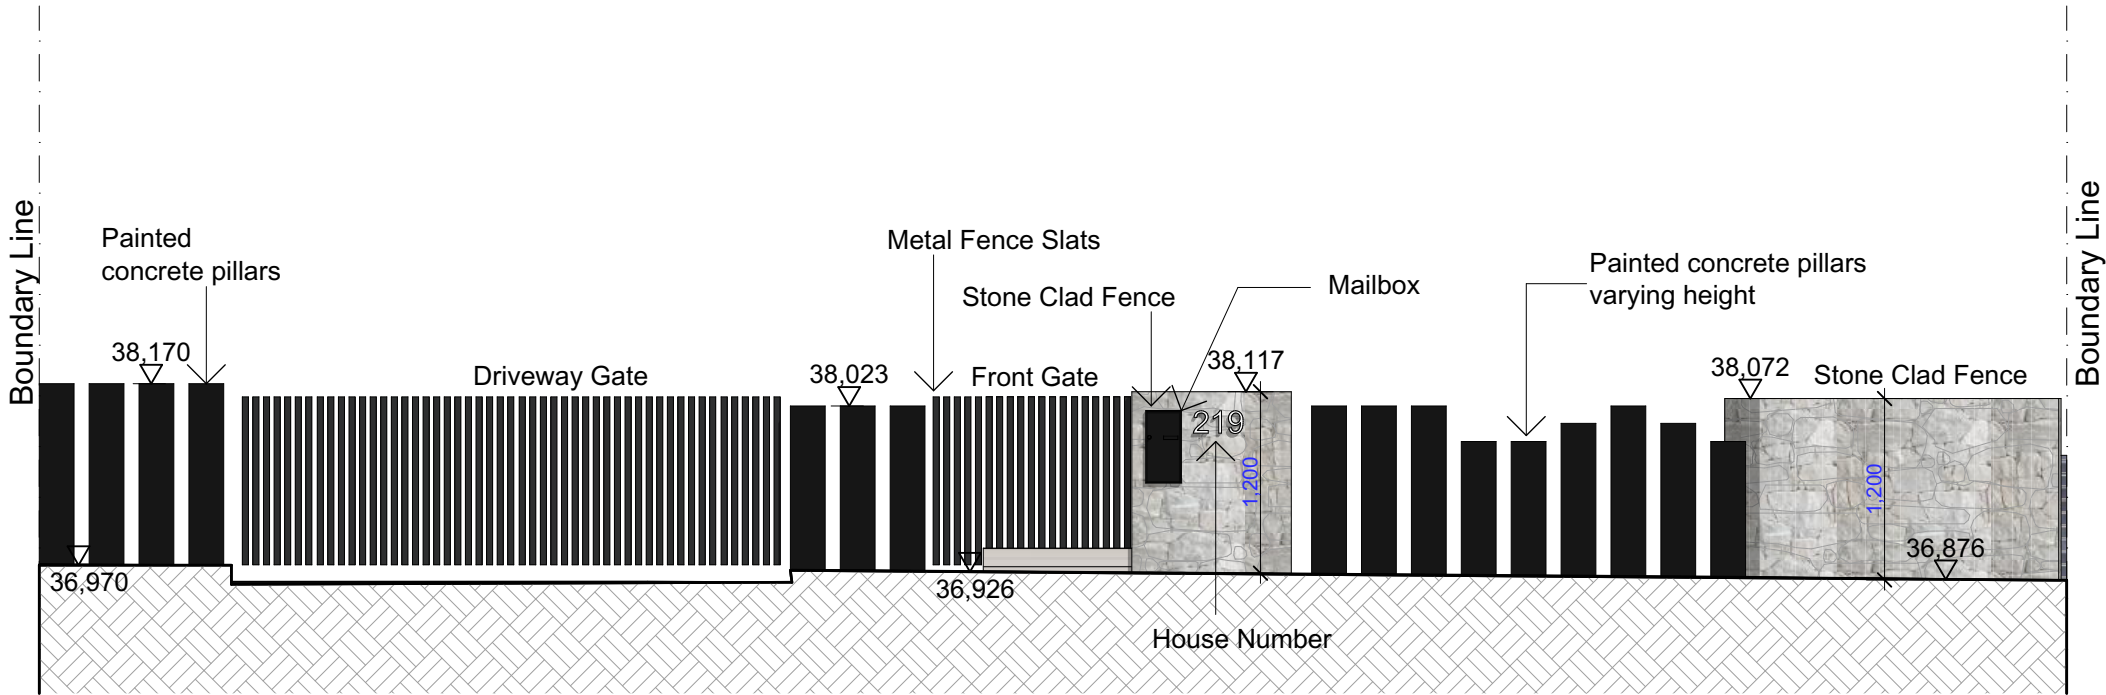 Boundary Line
Painted
concrete pillars
38,170
36,970
Driveway Gate
38,023
Metal Fence Slats
Stone Clad Fence
Front Gate
36,926
Mailbox
38,117
219
1,200
House Number
Painted concrete pillars
varying height
38,072
Stone Clad Fence
1,200
36,876
Boundary Line